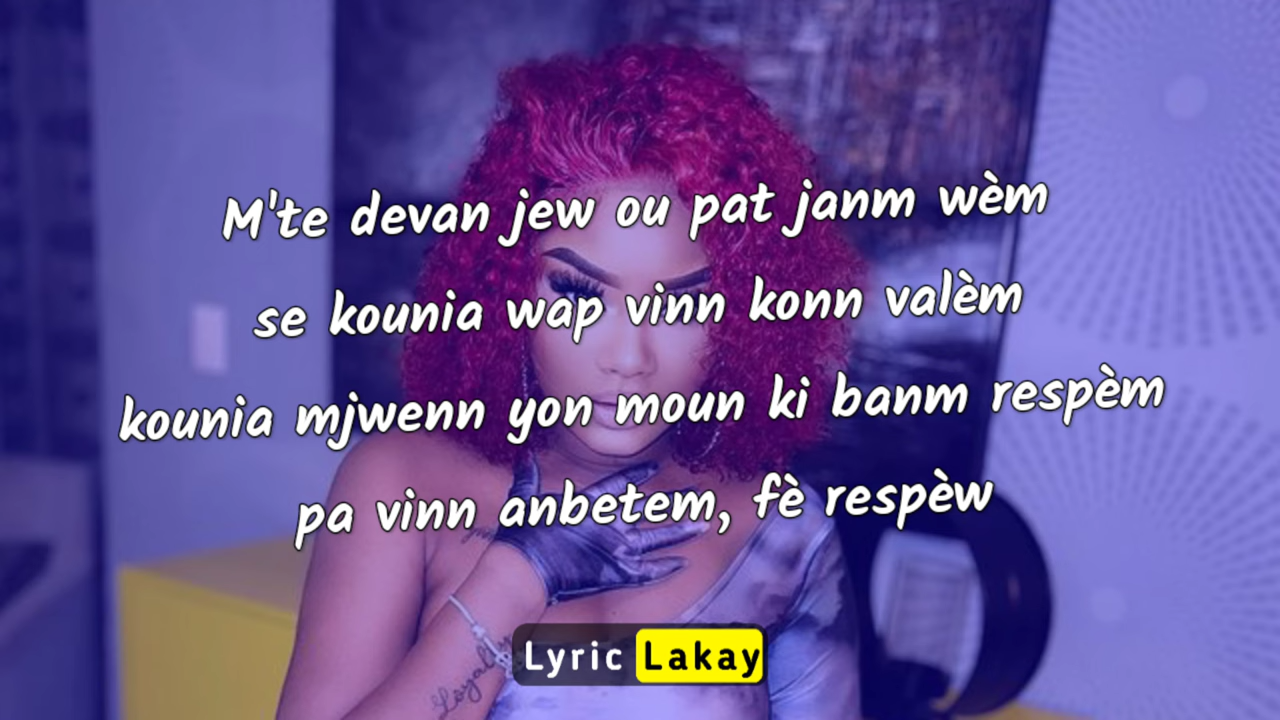 M'te devan jew ou pat janm wèm
se kounia wap vinn konn valèm
kounia mjwenn yon moun ki banm respèm
pa vinn anbetem, fè respèw
Loyal
Lyric Lakay